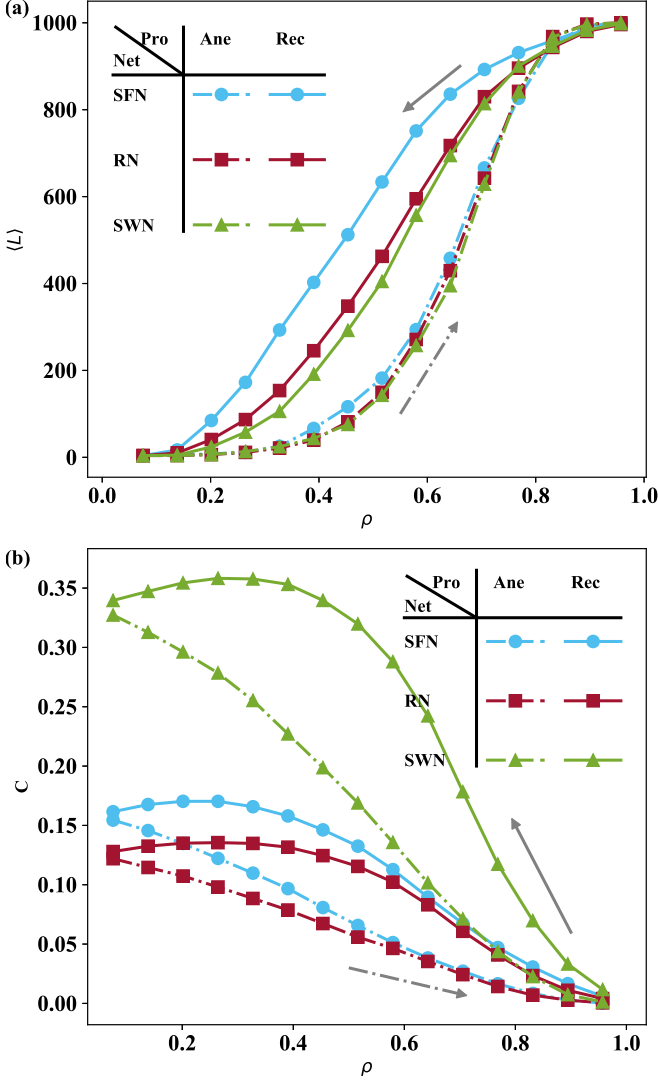 (a)
1000
800
600
400
200
0
⟨L⟩
Pro Ane Rec
Net
SFN
RN
SWN
0.0 0.2 0.4 0.6 0.8 1.0
ρ
(b)
0.35
0.30
0.25
0.20
0.15
0.10
0.05
0.00
C
Pro Ane Rec
Net
SFN
RN
SWN
0.2 0.4 0.6 0.8 1.0
ρ